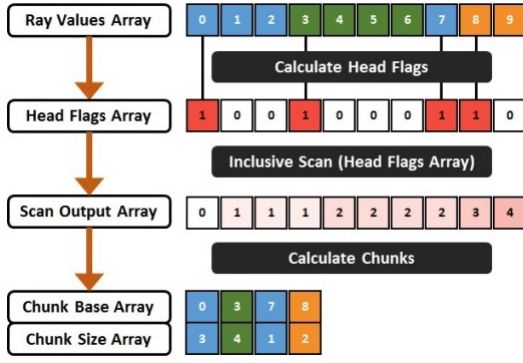 Ray Values Array 0 1 2 3 4 5 6 7 8 9
Calculate Head Flags
Head Flags Array 1 0 0 1 0 0 0 1 1 0
Inclusive Scan (Head Flags Array)
Scan Output Array 0 1 1 1 2 2 2 2 3 4
Calculate Chunks
Chunk Base Array 0 3 7 8
Chunk Size Array 3 4 1 2